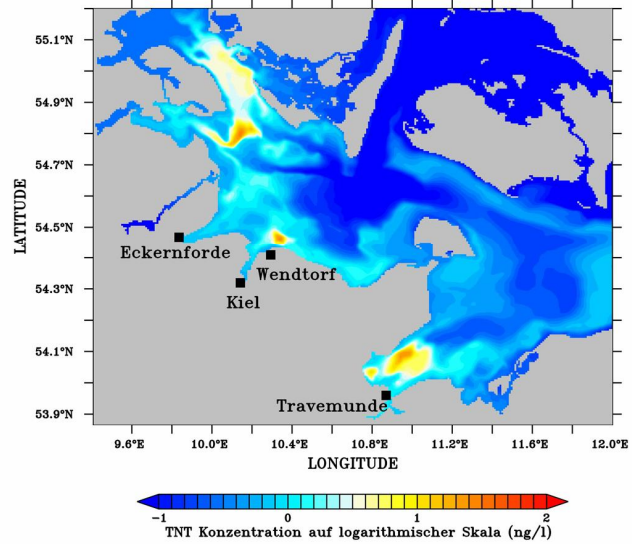 55.1°N
54.9°N
54.7°N
54.5°N
54.3°N
54.1°N
53.9°N
LATITUDE
Eckernforde
Wendtorf
Kiel
Travemunde
9.6°E 10.0°E 10.4°E 10.8°E 11.2°E 11.6°E 12.0°E
LONGITUDE
-1 0 1 2
TNT Konzentration auf logarithmischer Skala (ng/l)